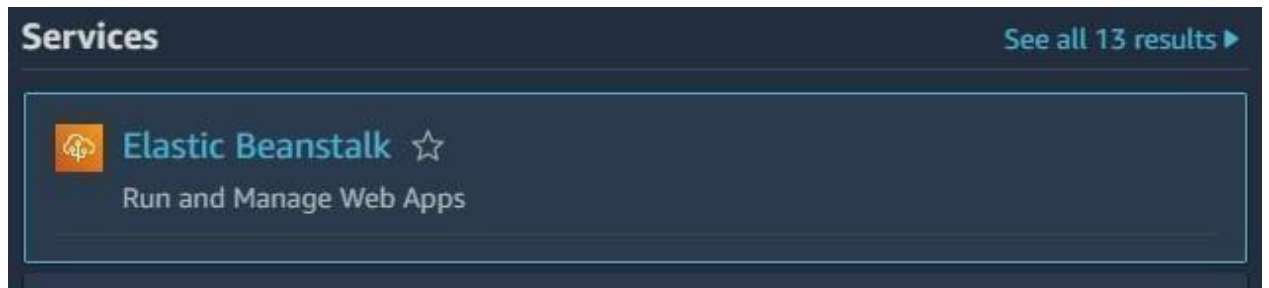 Services
See all 13 results
Elastic Beanstalk
Run and Manage Web Apps